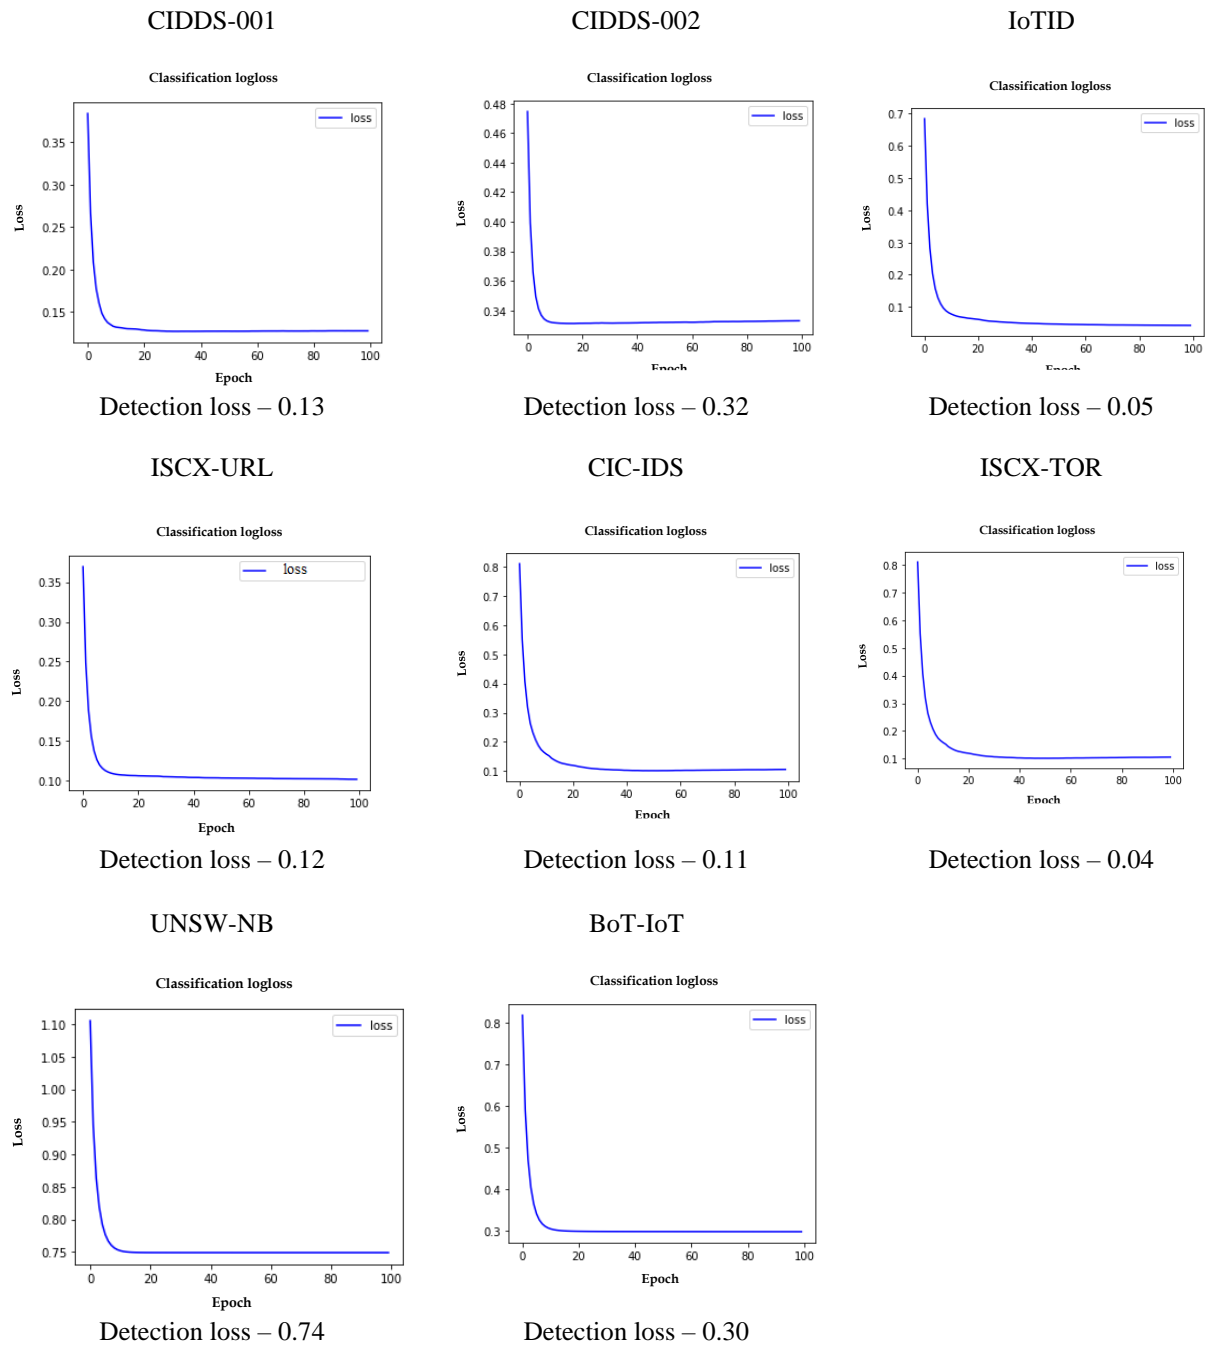 CIDDS-001
CIDDS-002
IoTID
Classification logloss
loss
0.35
0.30
0.25
0.20
0.15
Loss
0 20 40 60 80 100
Epoch
Classification logloss
loss
0.48
0.46
0.44
0.42
0.40
0.38
0.36
0.34
Loss
0 20 40 60 80 100
Epoch
Classification logloss
loss
0.7
0.6
0.5
0.4
0.3
0.2
0.1
Loss
0 20 40 60 80 100
Epoch
Detection loss – 0.13
Detection loss – 0.32
Detection loss – 0.05
ISCX-URL
CIC-IDS
ISCX-TOR
Classification logloss
loss
0.35
0.30
0.25
0.20
0.15
0.10
Loss
0 20 40 60 80 100
Epoch
Classification logloss
loss
0.8
0.7
0.6
0.5
0.4
0.3
0.2
0.1
Loss
0 20 40 60 80 100
Epoch
Classification logloss
loss
0.8
0.7
0.6
0.5
0.4
0.3
0.2
0.1
Loss
0 20 40 60 80 100
Epoch
Detection loss – 0.12
Detection loss – 0.11
Detection loss – 0.04
UNSW-NB
BoT-IoT
Classification logloss
loss
1.10
1.05
1.00
0.95
0.90
0.85
0.80
0.75
Loss
0 20 40 60 80 100
Epoch
Classification logloss
loss
0.8
0.7
0.6
0.5
0.4
0.3
Loss
0 20 40 60 80 100
Epoch
Detection loss – 0.74
Detection loss – 0.30